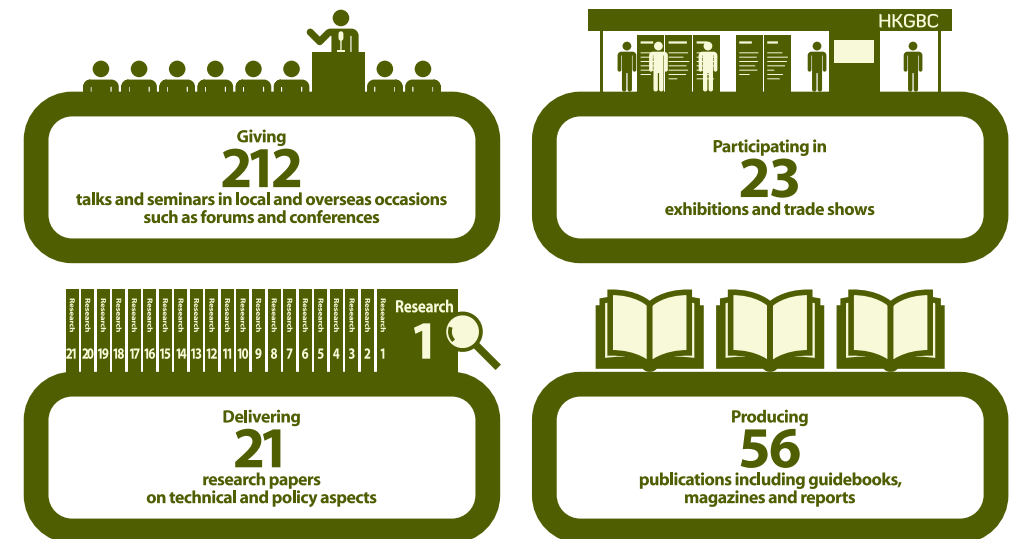 Giving
212
talks and seminars in local and overseas occasions
such as forums and conferences
HKGBC
Participating in
23
exhibitions and trade shows
Research 21
Research 20
Research 19
Research 18
Research 17
Research 16
Research 15
Research 14
Research 13
Research 12
Research 11
Research 10
Research 9
Research 8
Research 7
Research 6
Research 5
Research 4
Research 3
Research 2
Research 1
Research
1
Delivering
21
research papers
on technical and policy aspects
Producing
56
publications including guidebooks,
magazines and reports